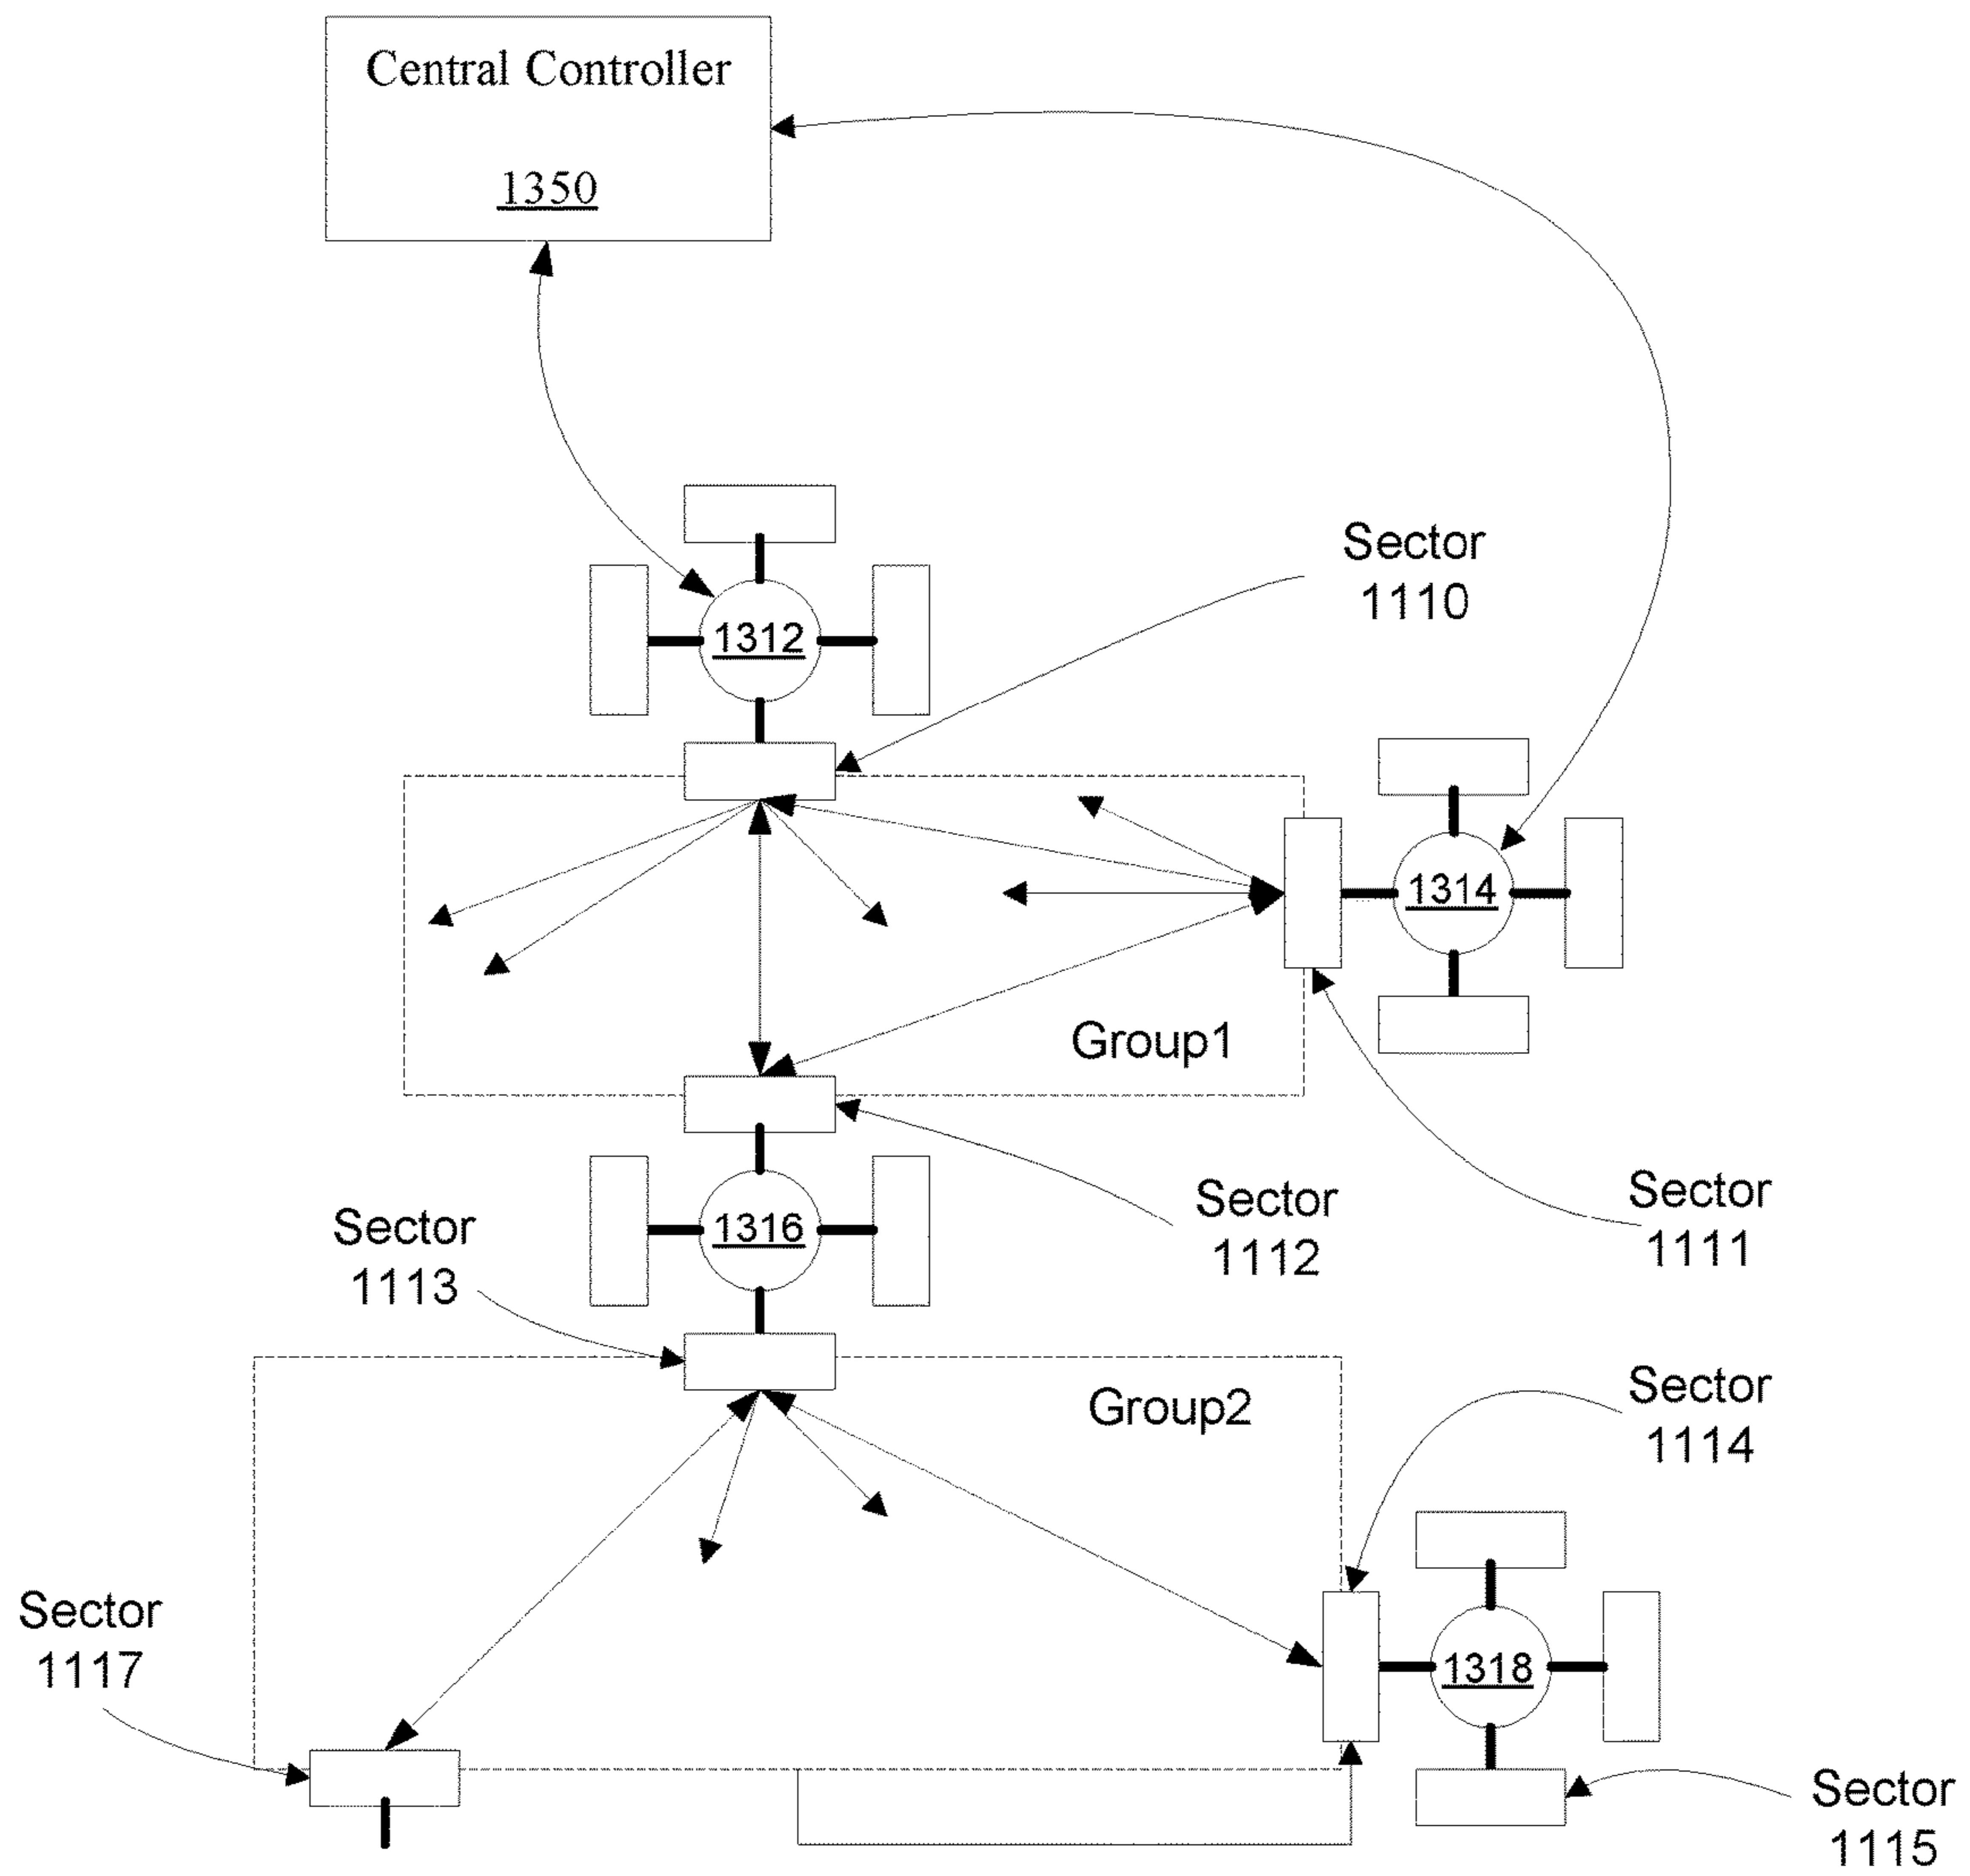 Central Controller
1350
Sector
1110
1312
1314
Group1
Sector
1112
Sector
1111
Sector
1113
1316
Group2
Sector
1114
Sector
1117
1318
Sector
1115